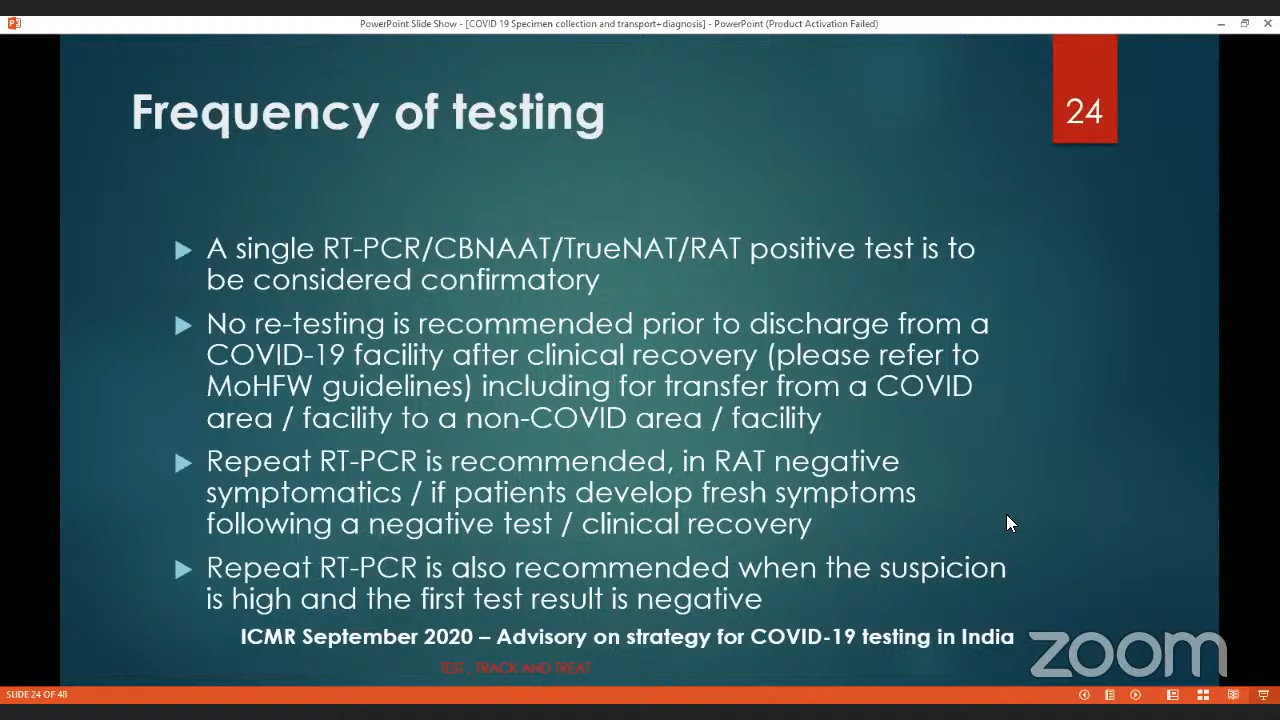 PowerPoint Slide Show - [COVID 19 Specimen collection and transport+diagnosis] - PowerPoint (Product Activation Failed)
Frequency of testing
24
A single RT-PCR/CBNAAT/TrueNAT/RAT positive test is to
be considered confirmatory
No re-testing is recommended prior to discharge from a
COVID-19 facility after clinical recovery (please refer to
MoHFW guidelines) including for transfer from a COVID
area / facility to a non-COVID area / facility
Repeat RT-PCR is recommended, in RAT negative
symptomatics / if patients develop fresh symptoms
following a negative test / clinical recovery
Repeat RT-PCR is also recommended when the suspicion
is high and the first test result is negative
ICMR September 2020 – Advisory on strategy for COVID-19 testing in India
zoom
TEST , TRACK AND TREAT
SLIDE 24 OF 48